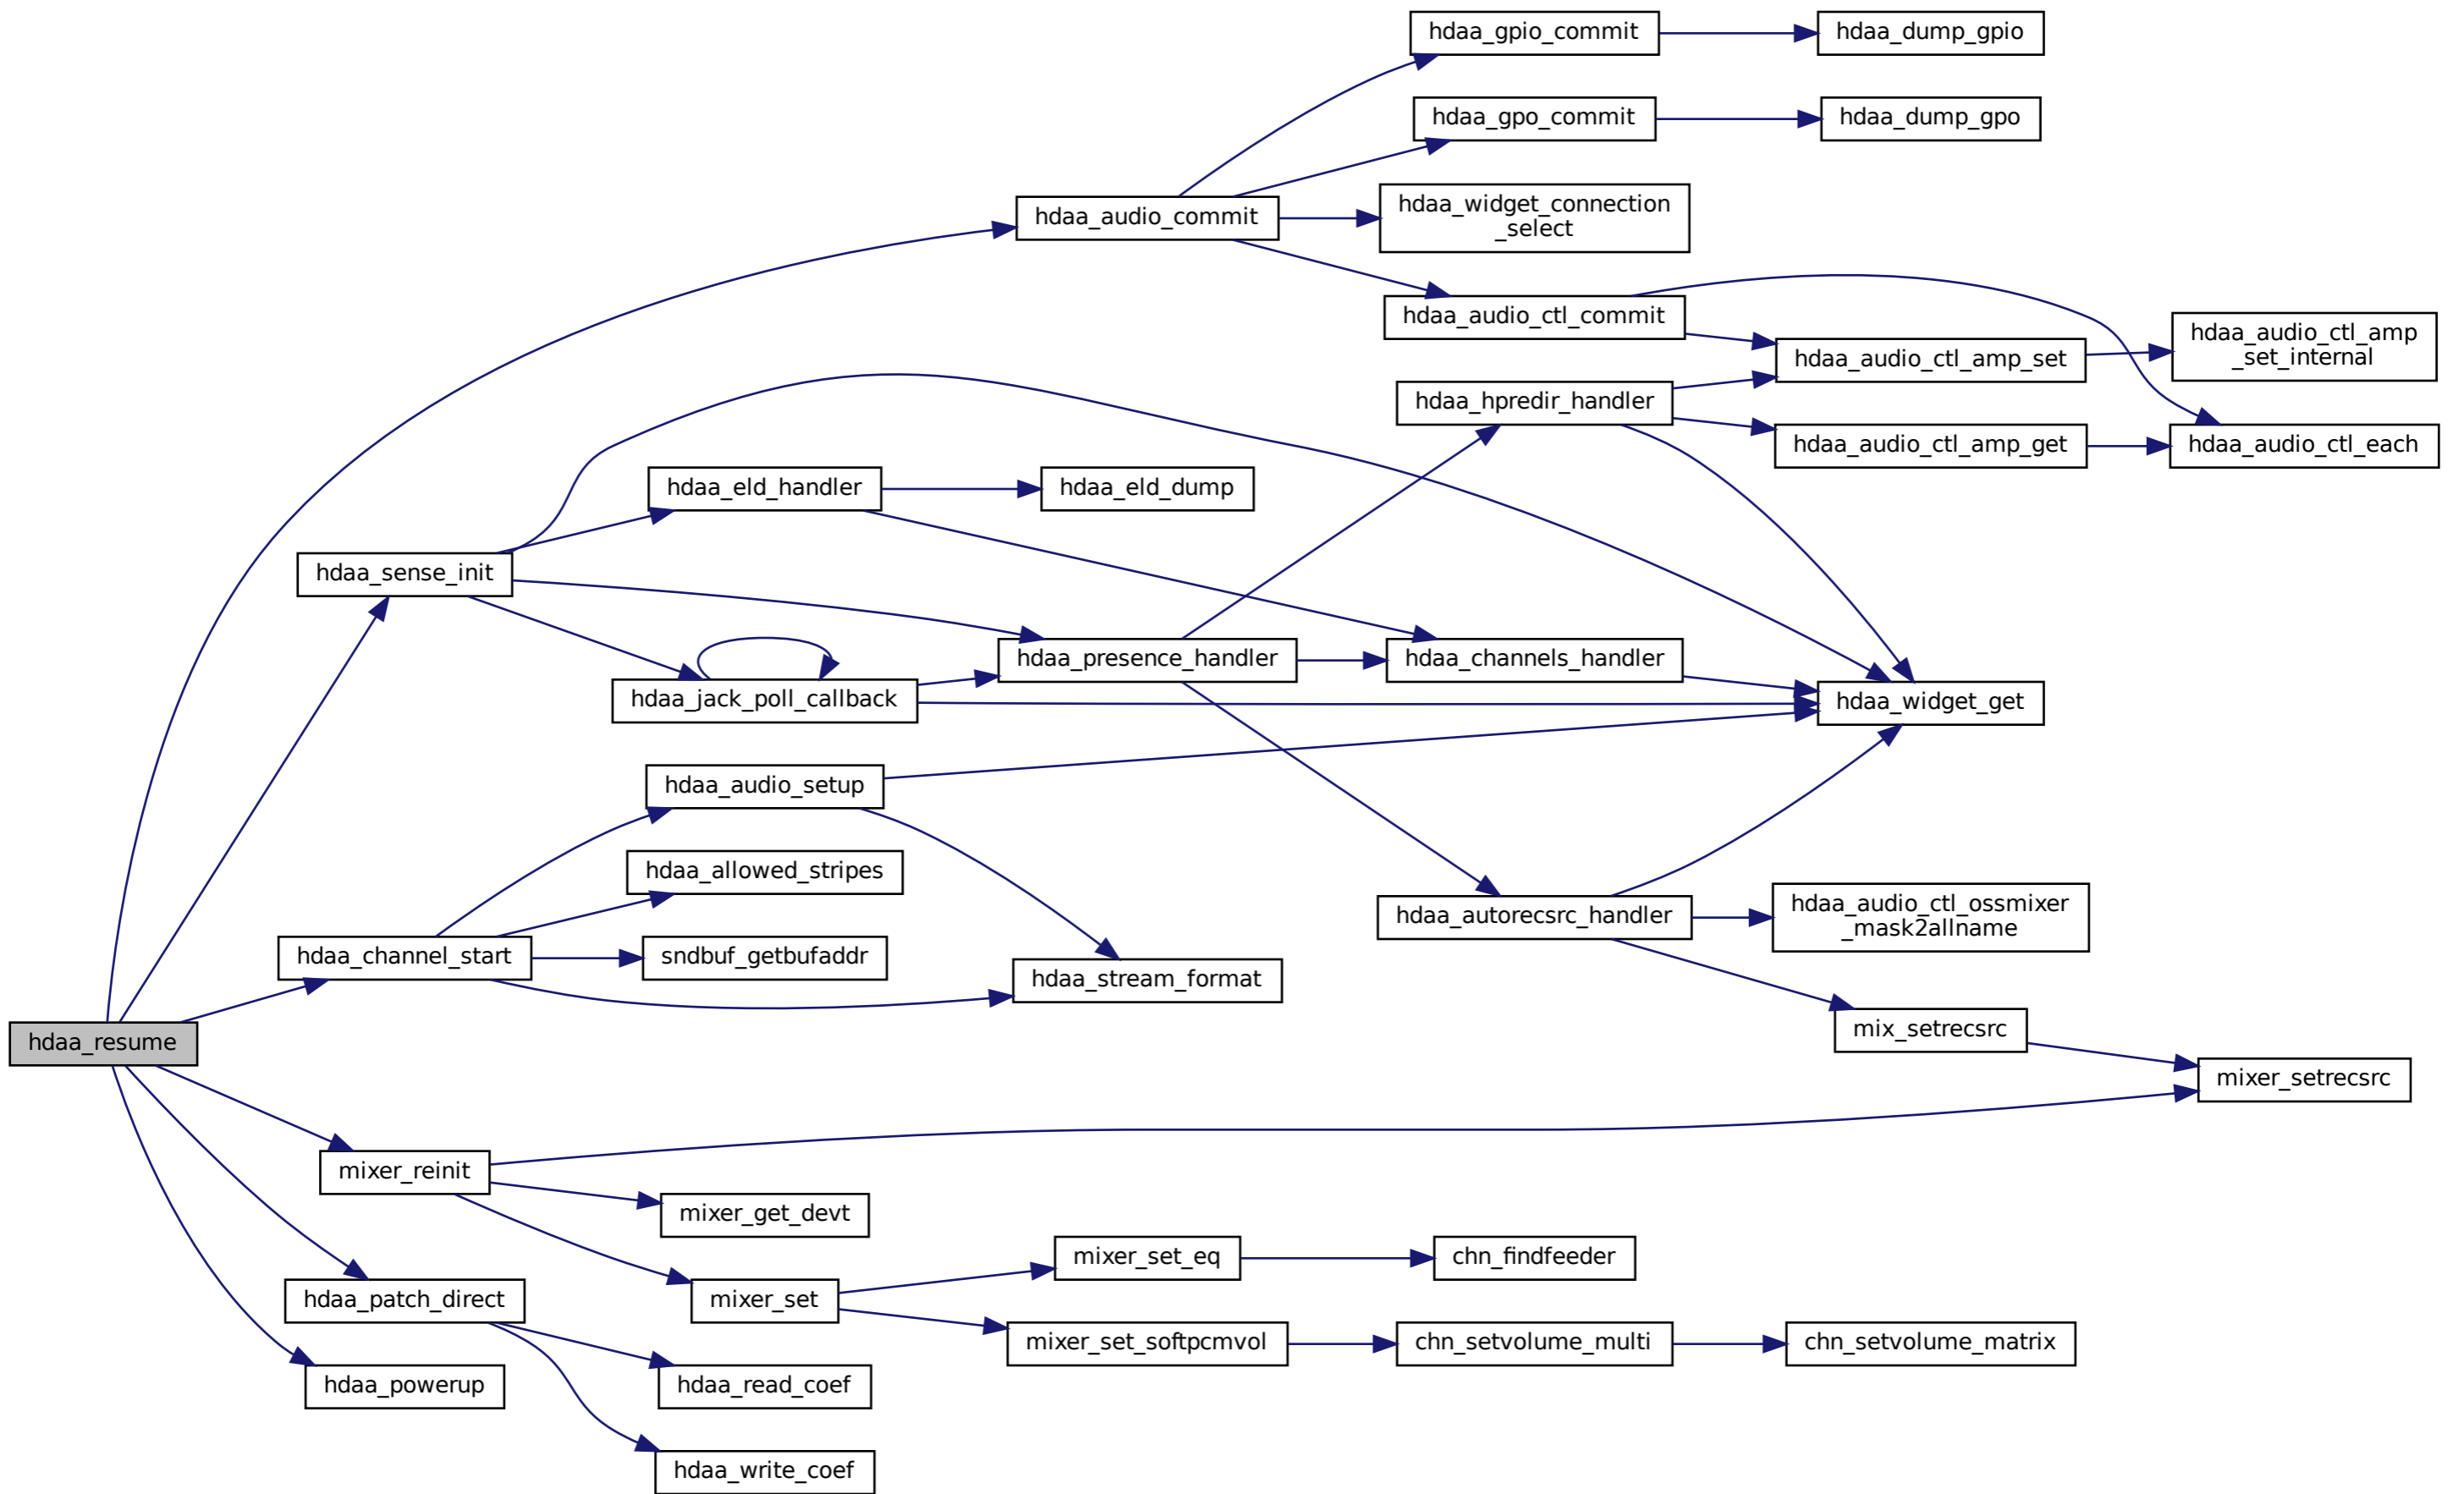 hdaa_gpio_commit
hdaa_dump_gpio
hdaa_gpo_commit
hdaa_dump_gpo
hdaa_audio_commit
hdaa_widget_connection
_select
hdaa_audio_ctl_commit
hdaa_audio_ctl_amp_set
hdaa_audio_ctl_amp
_set_internal
hdaa_hpredir_handler
hdaa_audio_ctl_amp_get
hdaa_audio_ctl_each
hdaa_eld_handler
hdaa_eld_dump
hdaa_sense_init
hdaa_presence_handler
hdaa_channels_handler
hdaa_jack_poll_callback
hdaa_widget_get
hdaa_audio_setup
hdaa_allowed_stripes
hdaa_autorecsrc_handler
hdaa_audio_ctl_ossmixer
_mask2allname
hdaa_channel_start
sndbuf_getbufaddr
hdaa_stream_format
hdaa_resume
mix_setrecsrc
mixer_setrecsrc
mixer_reinit
mixer_get_devt
mixer_set_eq
chn_findfeeder
hdaa_patch_direct
mixer_set
mixer_set_softpcmvol
chn_setvolume_multi
chn_setvolume_matrix
hdaa_powerup
hdaa_read_coef
hdaa_write_coef